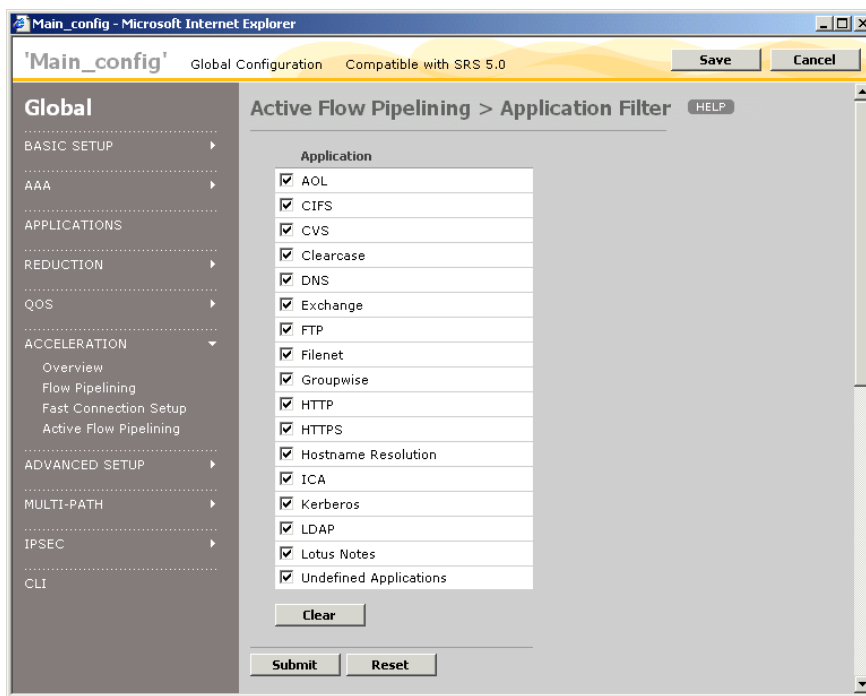 Main_config - Microsoft Internet Explorer
'Main_config' Global Configuration Compatible with SRS 5.0 Save Cancel
Global
BASIC SETUP
AAA
APPLICATIONS
REDUCTION
QOS
ACCELERATION
Overview
Flow Pipelining
Fast Connection Setup
Active Flow Pipelining
ADVANCED SETUP
MULTI-PATH
IPSEC
CLI
Active Flow Pipelining > Application Filter HELP
Application
AOL
CIFS
CVS
Clearcase
DNS
Exchange
FTP
Filenet
Groupwise
HTTP
HTTPS
Hostname Resolution
ICA
Kerberos
LDAP
Lotus Notes
Undefined Applications
Clear
Submit Reset